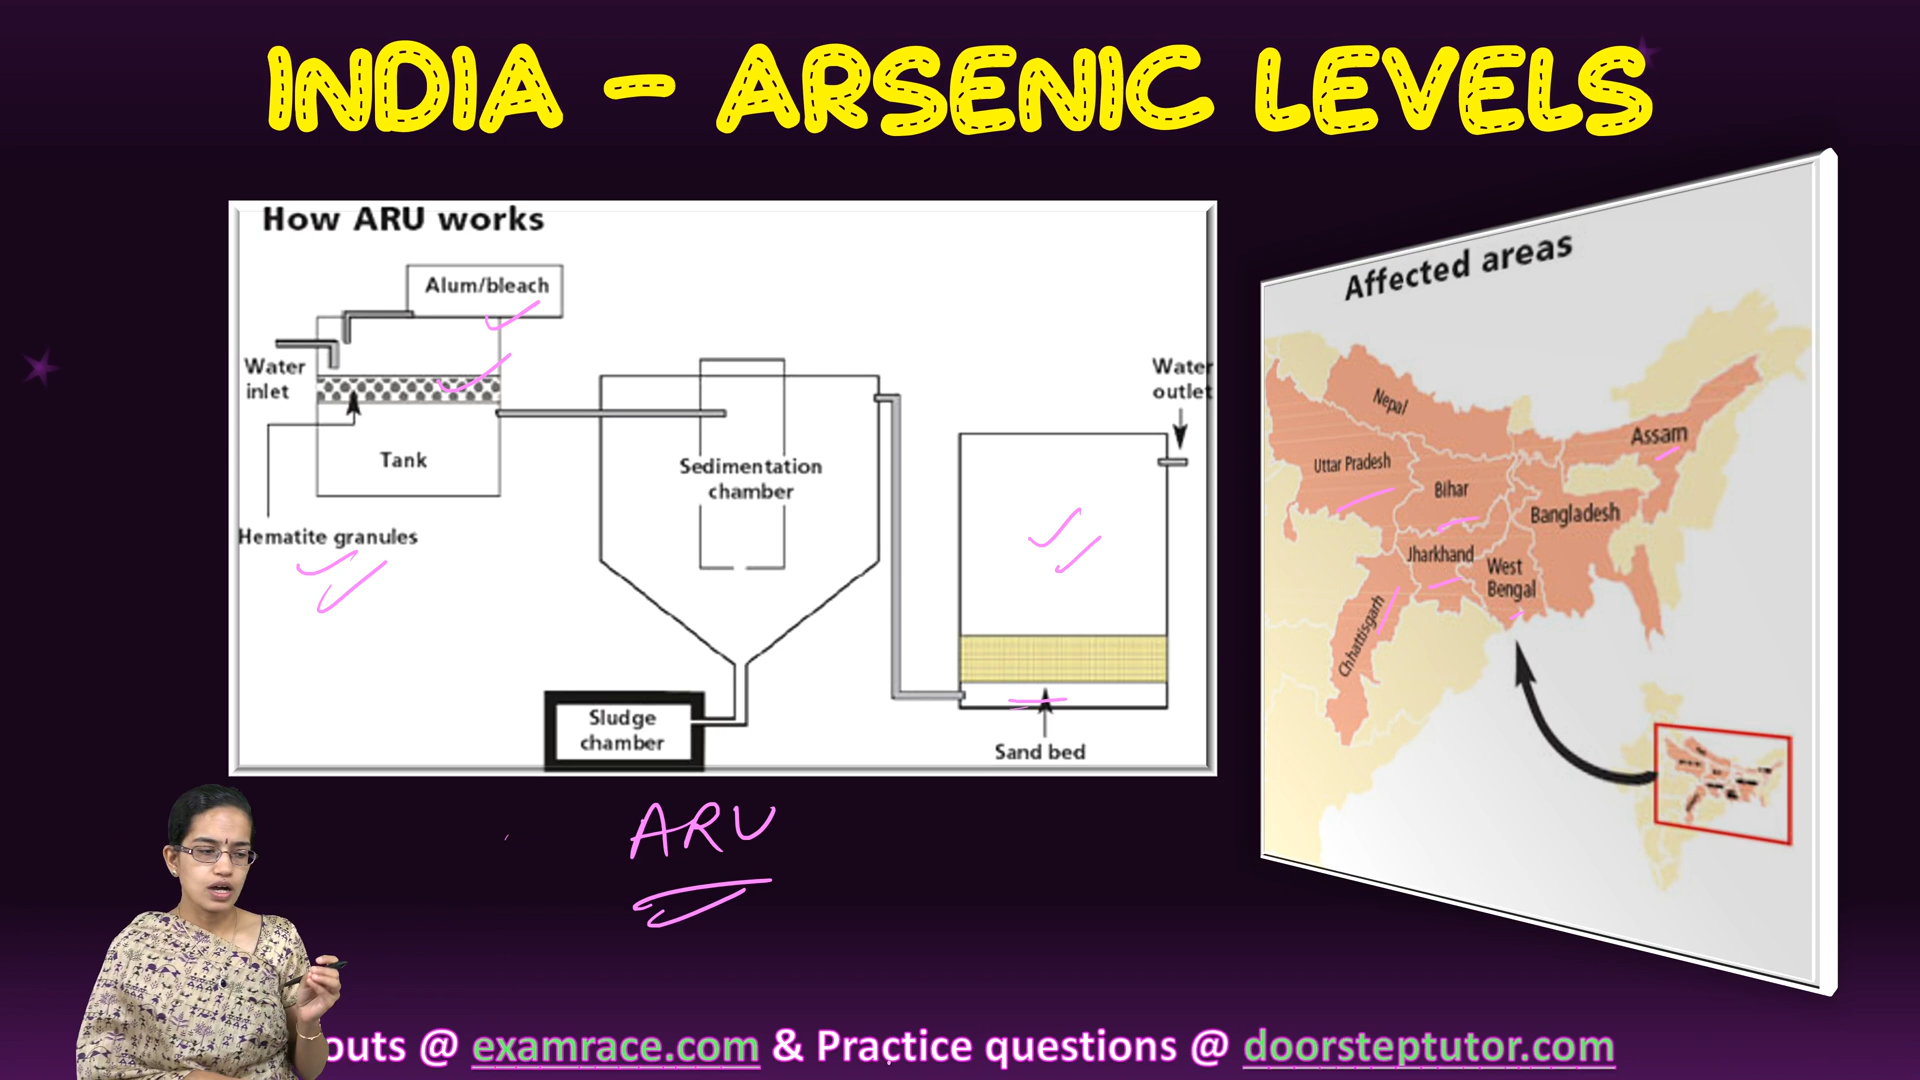 INDIA - ARSENIC LEVELS
How ARU works
Alum/bleach
Water
inlet
Tank
Hematite granules
Sedimentation
chamber
Sludge
chamber
Water
outlet
Sand bed
ARU
Affected areas
Nepal
Assam
Uttar Pradesh
Bihar
Bangladesh
Jharkhand
West
Bengal
Chhattisgarh
outs @ examrace.com & Practice questions @ doorsteptutor.com